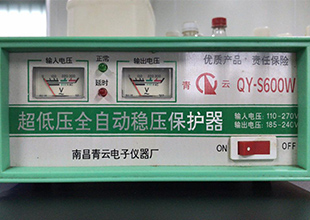 优质产品·责任保险
输入电压 正常 输出电压
延时
青 云 QY-S600W
超低压全自动稳压保护器
输入电压:110-270V
输出电压:185-240V
南昌青云电子仪器厂
ON OFF